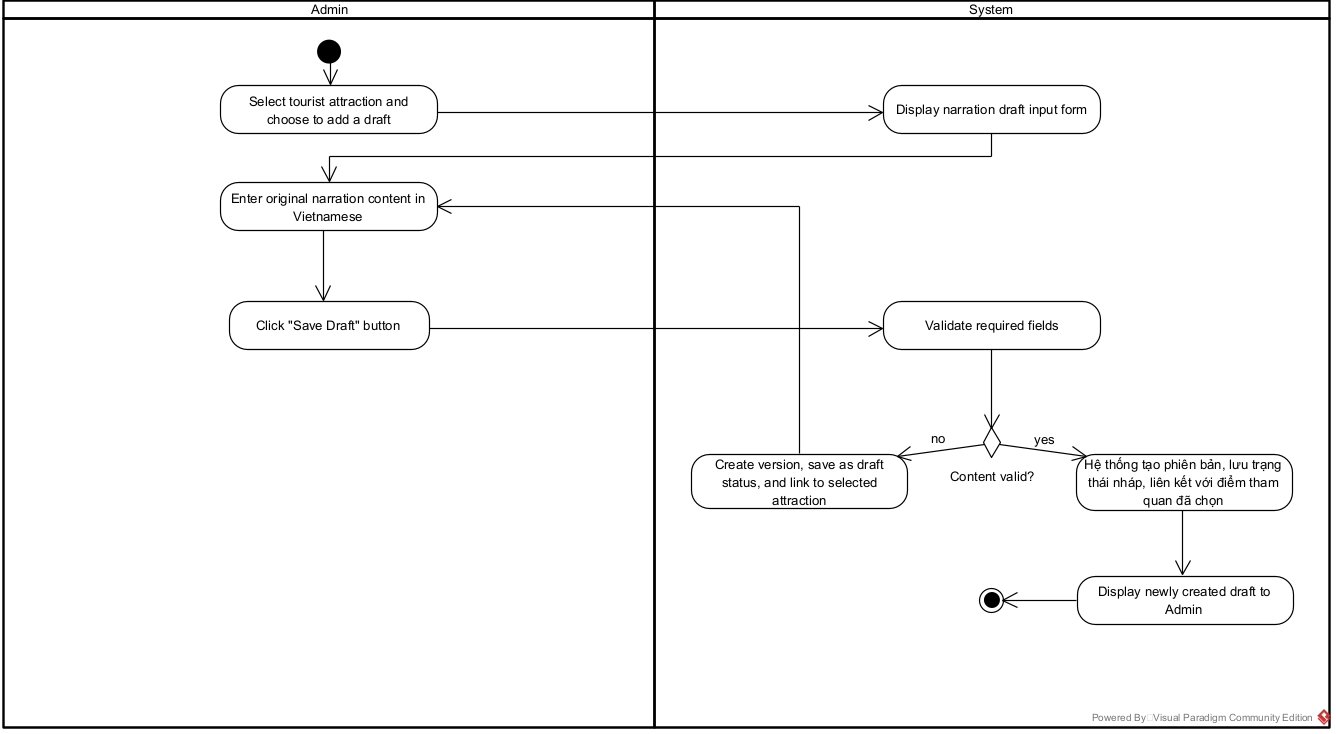 Admin
System
Select tourist attraction and
choose to add a draft
Display narration draft input form
Enter original narration content in
Vietnamese
Click "Save Draft" button
Validate required fields
no
yes
Content valid?
Create version, save as draft
status, and link to selected
attraction
Hệ thống tạo phiên bản, lưu trạng
thái nháp, liên kết với điểm tham
quan đã chọn
Display newly created draft to
Admin
Powered By Visual Paradigm Community Edition